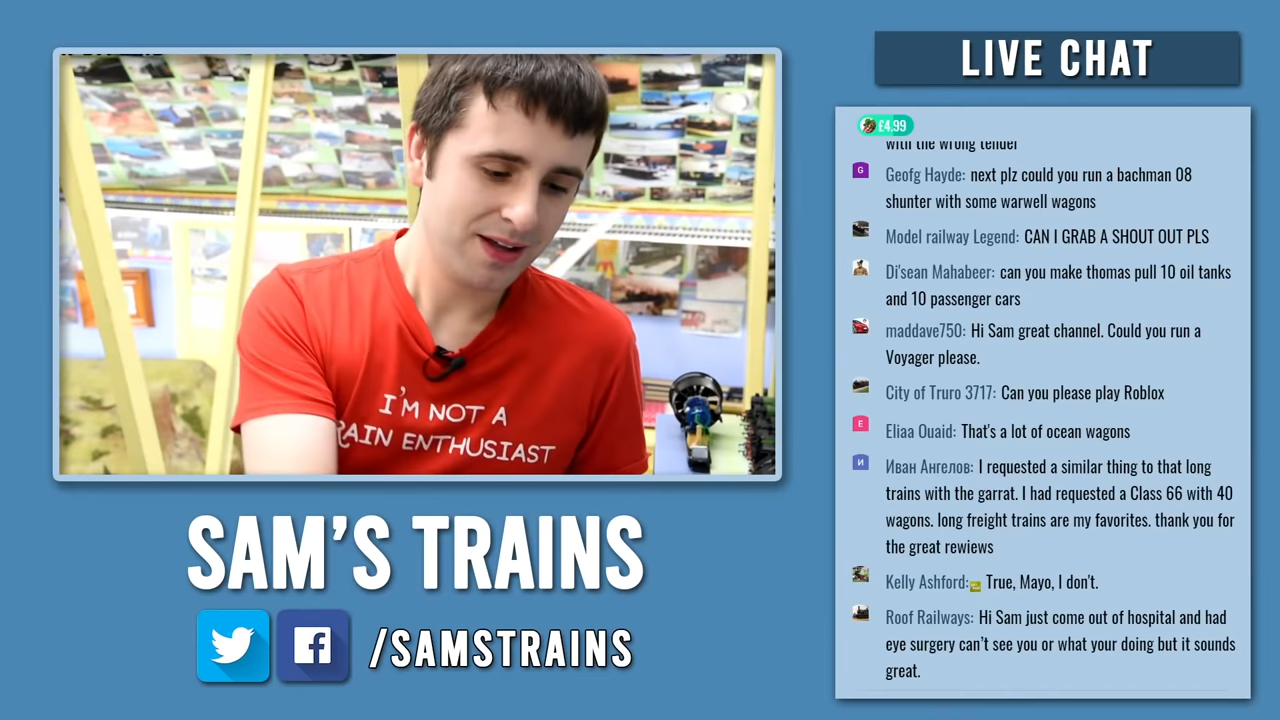 LIVE CHAT
£4.99
with the wrong tender
G Geofg Hayde: next plz could you run a bachman 08
shunter with some warwell wagons
Model railway Legend: CAN I GRAB A SHOUT OUT PLS
Di'sean Mahabeer: can you make thomas pull 10 oil tanks
and 10 passenger cars
maddave750: Hi Sam great channel. Could you run a
Voyager please.
City of Truro 3717: Can you please play Roblox
E Eliaa Ouaid: That's a lot of ocean wagons
И Иван Ангелов: I requested a similar thing to that long
trains with the garrat. I had requested a Class 66 with 40
wagons. long freight trains are my favorites. thank you for
the great rewiews
Kelly Ashford: True, Mayo, I don't.
Roof Railways: Hi Sam just come out of hospital and had
eye surgery can't see you or what your doing but it sounds
great.
I'M NOT A
RAIN ENTHUSIAST
SAM'S TRAINS
/SAMSTRAINS